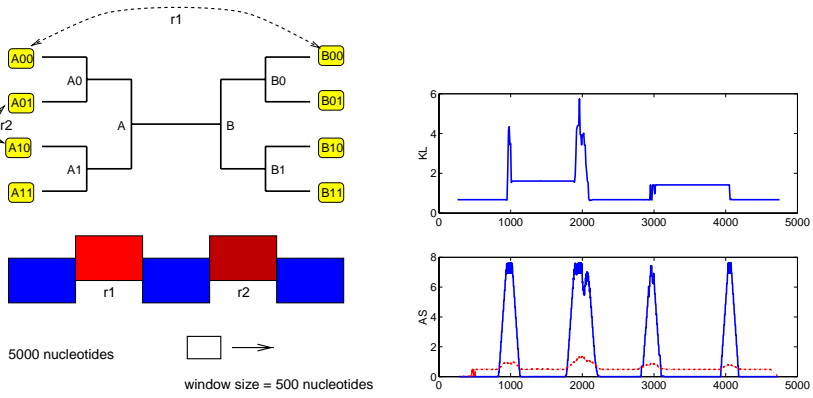 r1
A00
B00
A0
B0
A01
B01
r2
A
B
A10
B10
A1
B1
A11
B11
r1
r2
5000 nucleotides
window size = 500 nucleotides
6
4
2
0
KL
0
1000
2000
3000
4000
5000
8
6
4
2
0
AS
0
1000
2000
3000
4000
5000